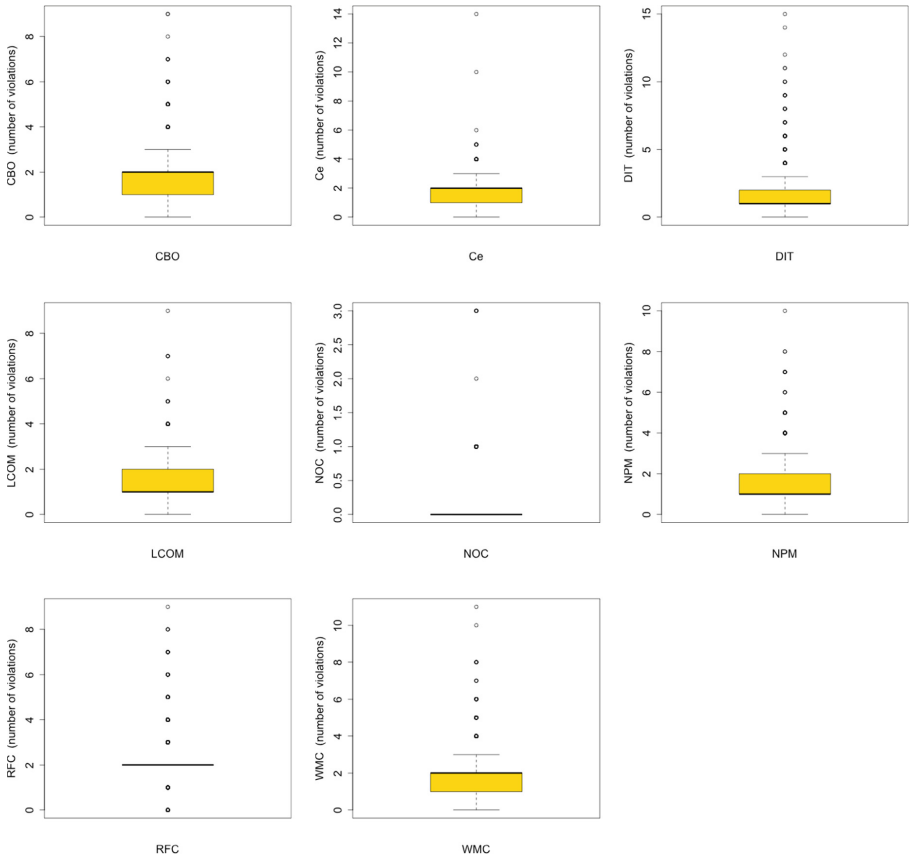 CBO (number of violations)
0
2
4
6
8
CBO
Ce (number of violations)
0
2
4
6
8
10
12
14
Ce
DIT (number of violations)
0
5
10
15
DIT
LCOM (number of violations)
0
2
4
6
8
LCOM
NOC (number of violations)
0.0
0.5
1.0
1.5
2.0
2.5
3.0
NOC
NPM (number of violations)
0
2
4
6
8
10
NPM
RFC (number of violations)
0
2
4
6
8
RFC
WMC (number of violations)
0
2
4
6
8
10
WMC